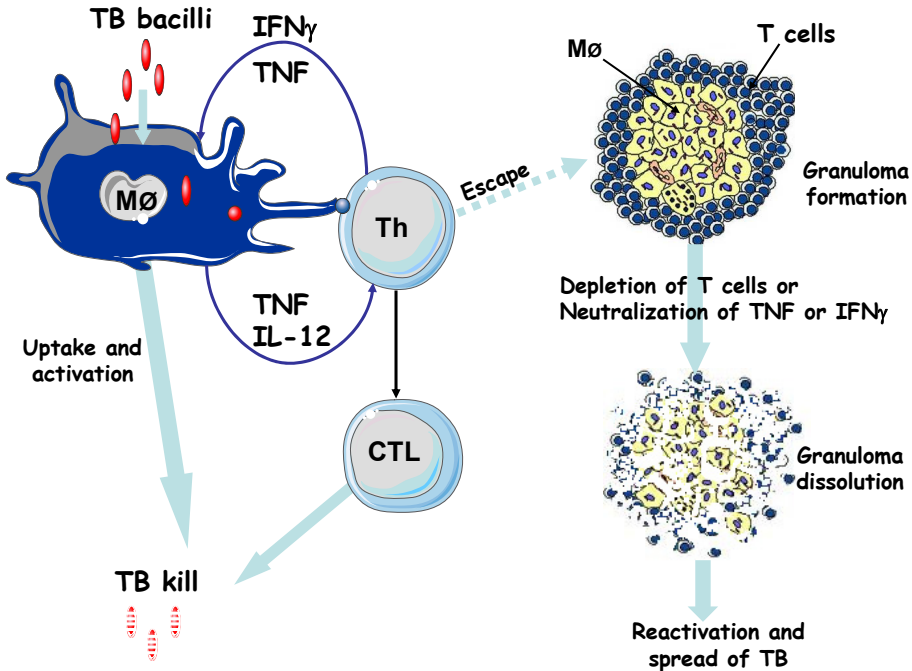 TB bacilli
IFNγ
TNF
MØ
Th
TNF
IL-12
Uptake and
activation
CTL
TB kill
Escape
MØ
T cells
Granuloma
formation
Depletion of T cells or
Neutralization of TNF or IFNγ
Granuloma
dissolution
Reactivation and
spread of TB